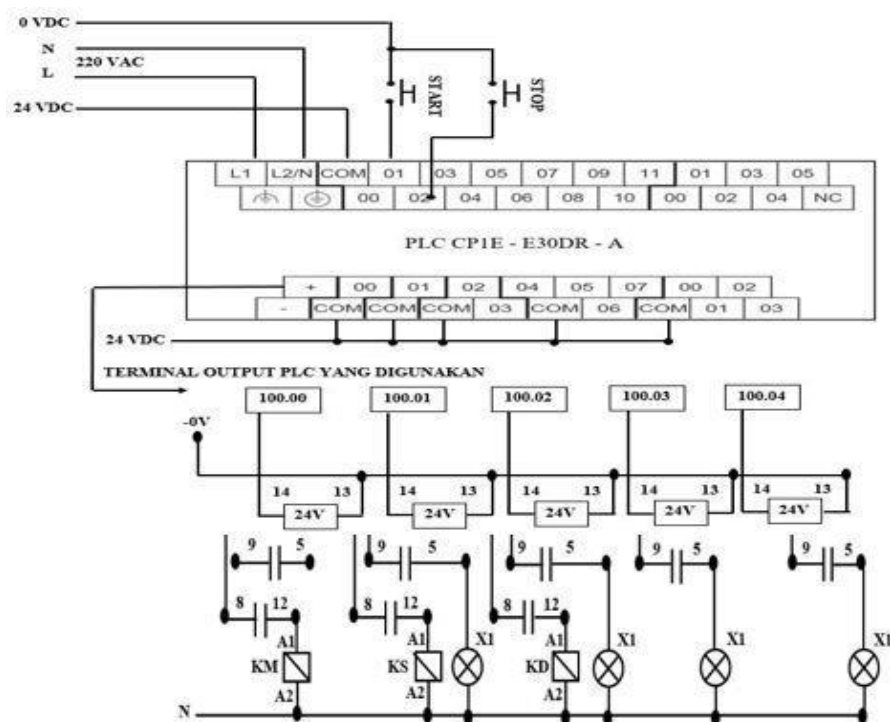 0 VDC
N
220 VAC
L
24 VDC
START
STOP
L1 L2/N COM 01 03 05 07 09 11 01 03 05
00 02 04 06 08 10 00 02 04 NC
PLC CP1E - E30DR - A
+ 00 01 02 04 05 07 00 02
- COM COM COM 03 COM 06 COM 01 03
24 VDC
TERMINAL OUTPUT PLC YANG DIGUNAKAN
100.00 100.01 100.02 100.03 100.04
-0V
14 13 14 13 14 13 14 13 14 13
24V 24V 24V 24V 24V
9 5 9 5 9 5 9 5 9 5
8 12 8 12 8 12
A1 A1 X1 A1 X1 X1 X1
KM KS KD
A2 A2 A2
N